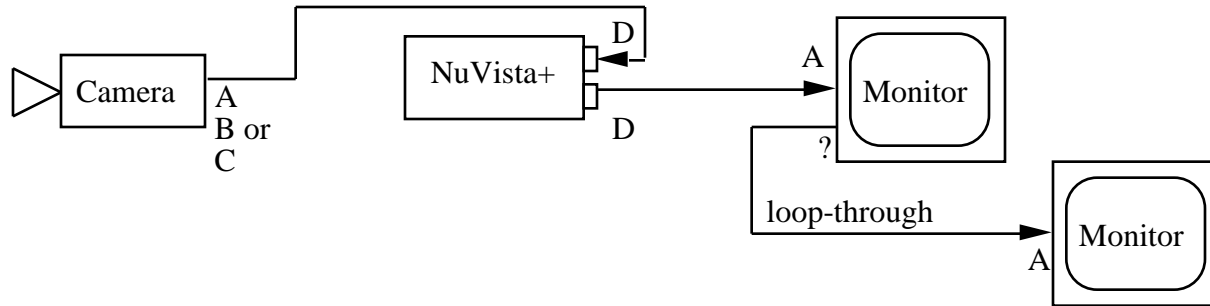 D
NuVista+
A
Monitor
Camera
A
B or
C
D
?
loop-through
Monitor
A